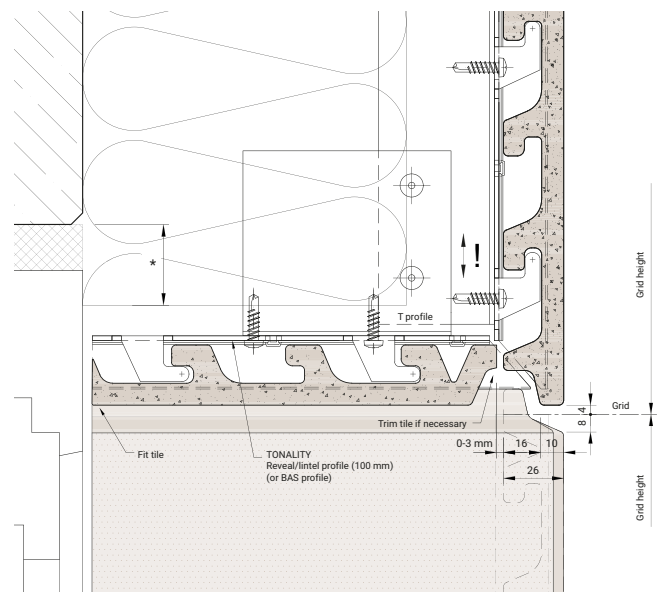 *
!
T profile
Grid height
Grid
4
8
Trim tile if necessary
0-3 mm
16
10
26
Fit tile
TONALITY
Reveal/lintel profile (100 mm)
(or BAS profile)
Grid height